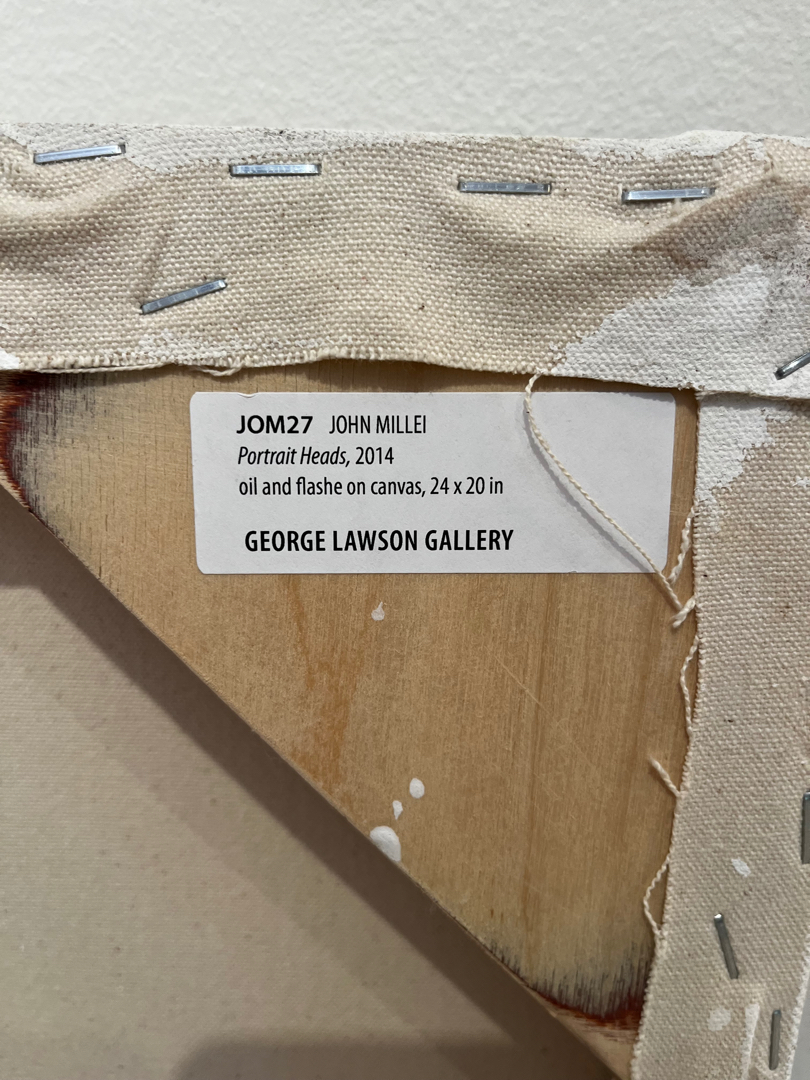 JOM27 JOHN MILLEI
Portrait Heads, 2014
oil and flashe on canvas, 24 x 20 in
GEORGE LAWSON GALLERY